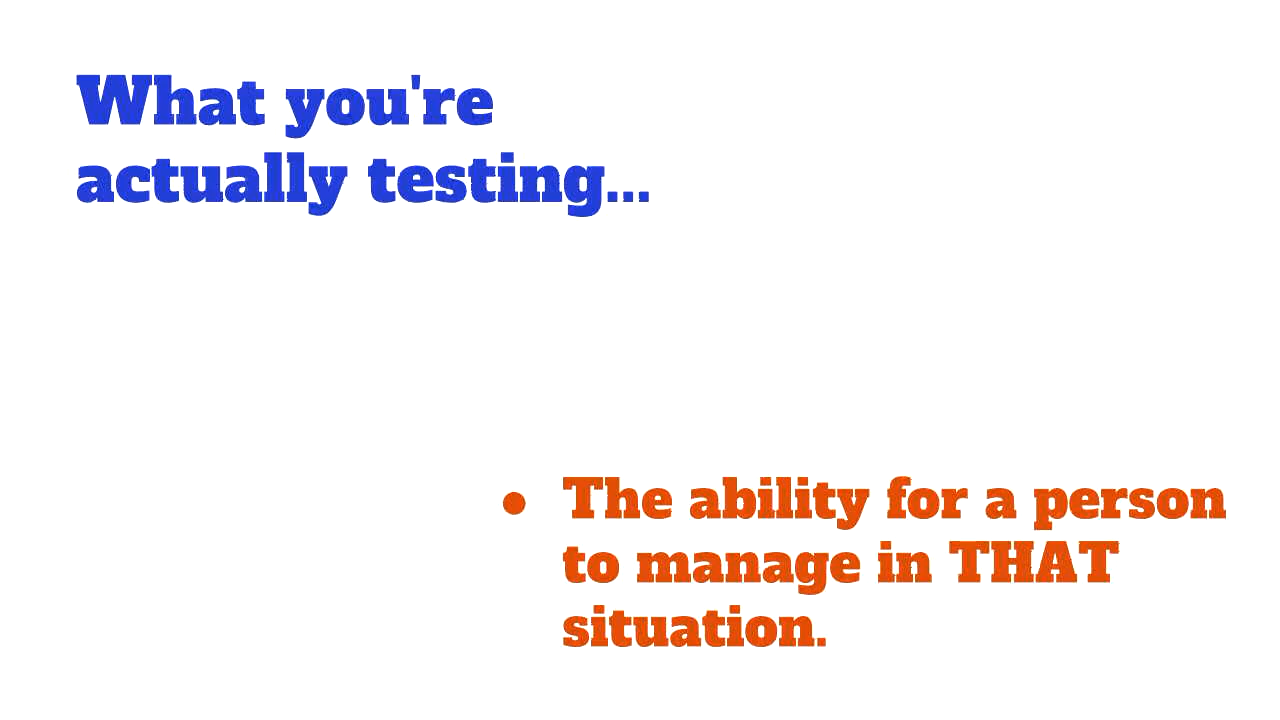 What you're
actually testing...
● The ability for a person
to manage in THAT
situation.